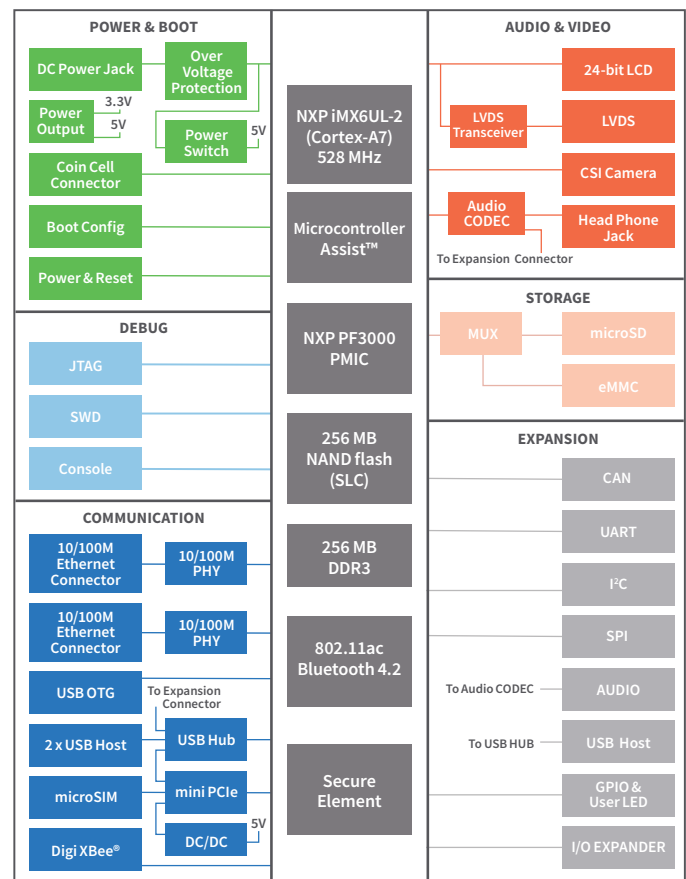 POWER & BOOT
DC Power Jack
Over
Voltage
Protection
Power
Output
3.3V
5V
Power
Switch
5V
Coin Cell
Connector
Boot Config
Power & Reset
DEBUG
JTAG
SWD
Console
COMMUNICATION
10/100M
Ethernet
Connector
10/100M
PHY
10/100M
Ethernet
Connector
10/100M
PHY
USB OTG
To Expansion
Connector
2 x USB Host
USB Hub
microSIM
mini PCIe
Digi XBee®
DC/DC
5V
NXP iMX6UL-2
(Cortex-A7)
528 MHz
Microcontroller
Assist™
NXP PF3000
PMIC
256 MB
NAND flash
(SLC)
256 MB
DDR3
802.11ac
Bluetooth 4.2
Secure
Element
AUDIO & VIDEO
24-bit LCD
LVDS
Transceiver
LVDS
CSI Camera
Audio
CODEC
Head Phone
Jack
To Expansion Connector
STORAGE
MUX
microSD
eMMC
EXPANSION
CAN
UART
I²C
SPI
To Audio CODEC
AUDIO
To USB HUB
USB Host
GPIO &
User LED
I/O EXPANDER